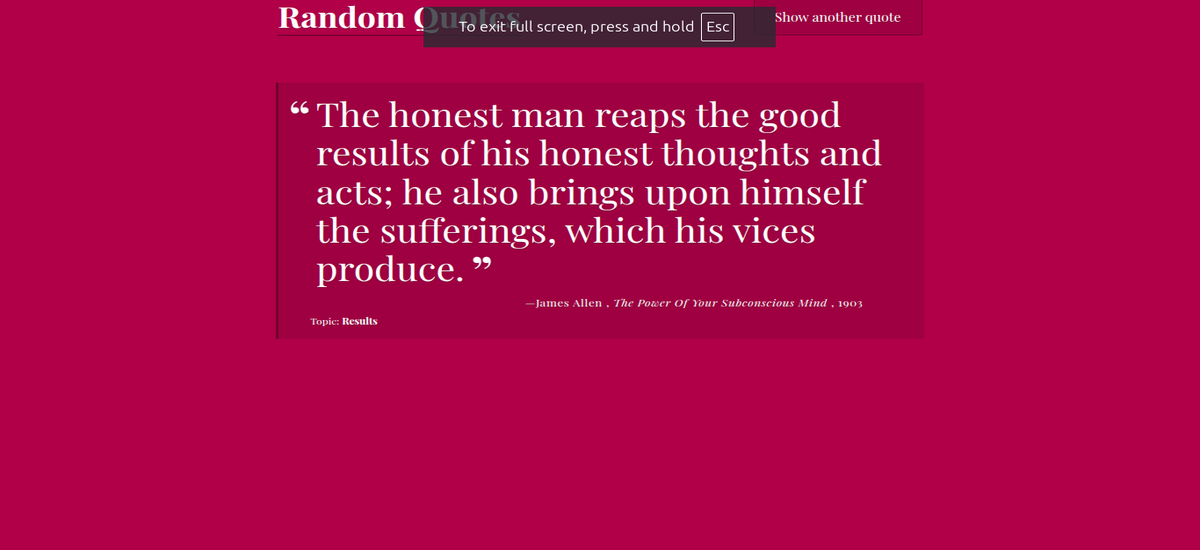 Random Quotes
To exit full screen, press and hold Esc
Show another quote
“ The honest man reaps the good
results of his honest thoughts and
acts; he also brings upon himself
the sufferings, which his vices
produce. ”
—James Allen , The Power Of Your Subconscious Mind , 1903
Topic: Results